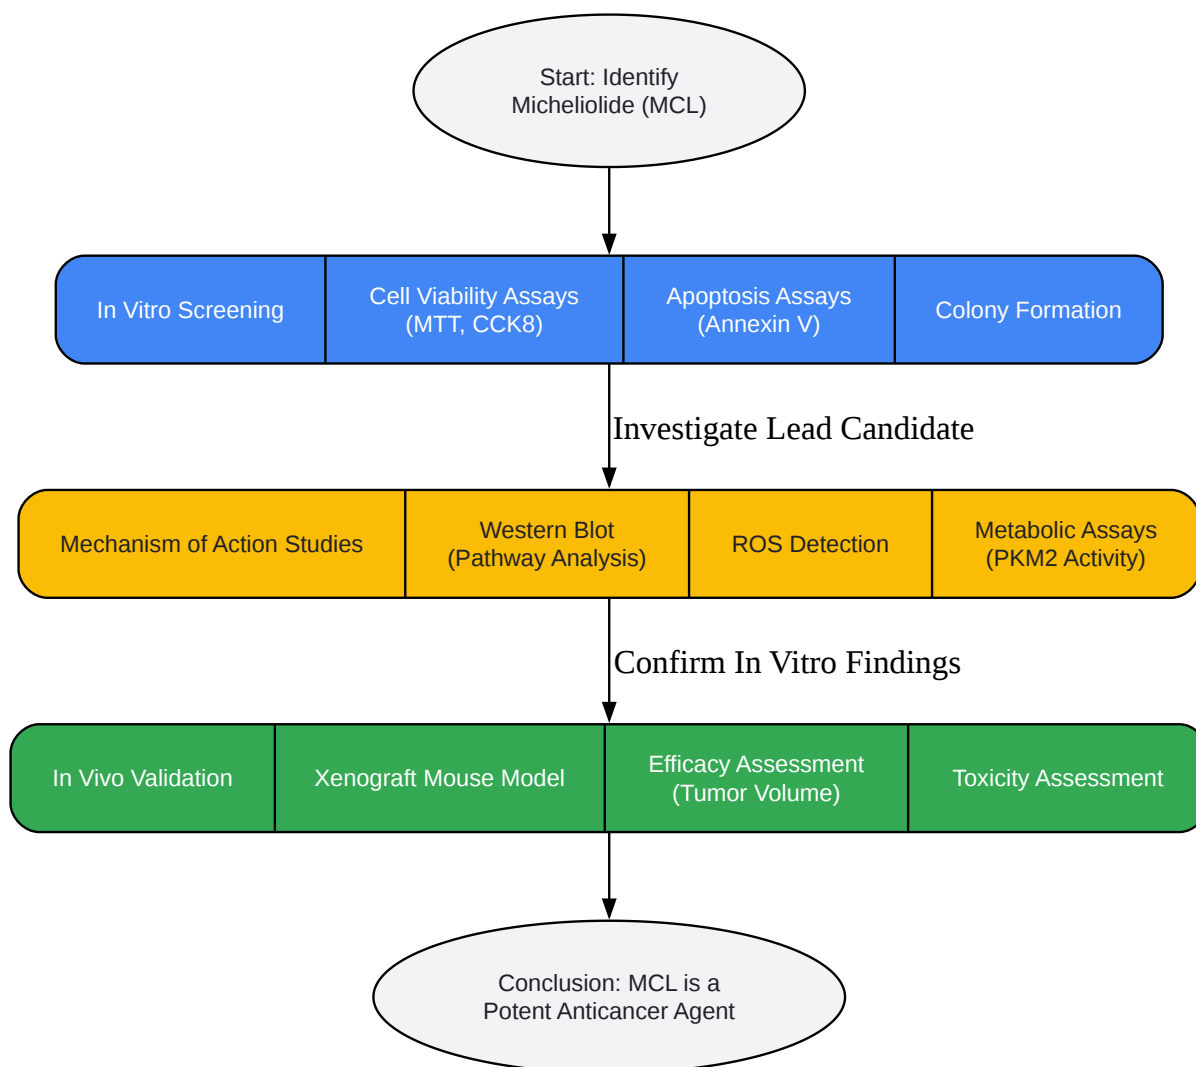 Start: Identify
Micheliolide (MCL)
In Vitro Screening
Cell Viability Assays
(MTT, CCK8)
Apoptosis Assays
(Annexin V)
Colony Formation
Investigate Lead Candidate
Mechanism of Action Studies
Western Blot
(Pathway Analysis)
ROS Detection
Metabolic Assays
(PKM2 Activity)
Confirm In Vitro Findings
In Vivo Validation
Xenograft Mouse Model
Efficacy Assessment
(Tumor Volume)
Toxicity Assessment
Conclusion: MCL is a
Potent Anticancer Agent